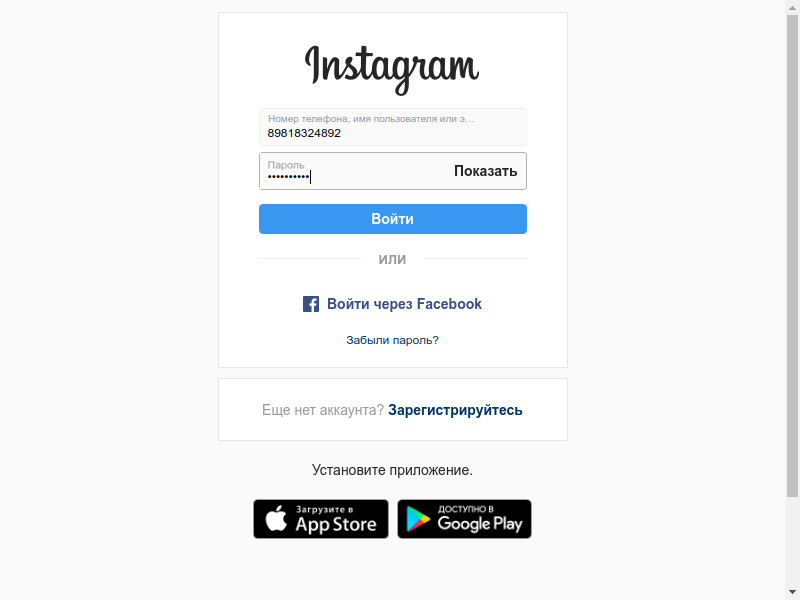 Instagram
Номер телефона, имя пользователя или э...
89818324892
Пароль
••••••••••
Показать
Войти
ИЛИ
Войти через Facebook
Забыли пароль?
Еще нет аккаунта? Зарегистрируйтесь
Установите приложение.
Загрузите в
App Store
ДОСТУПНО В
Google Play